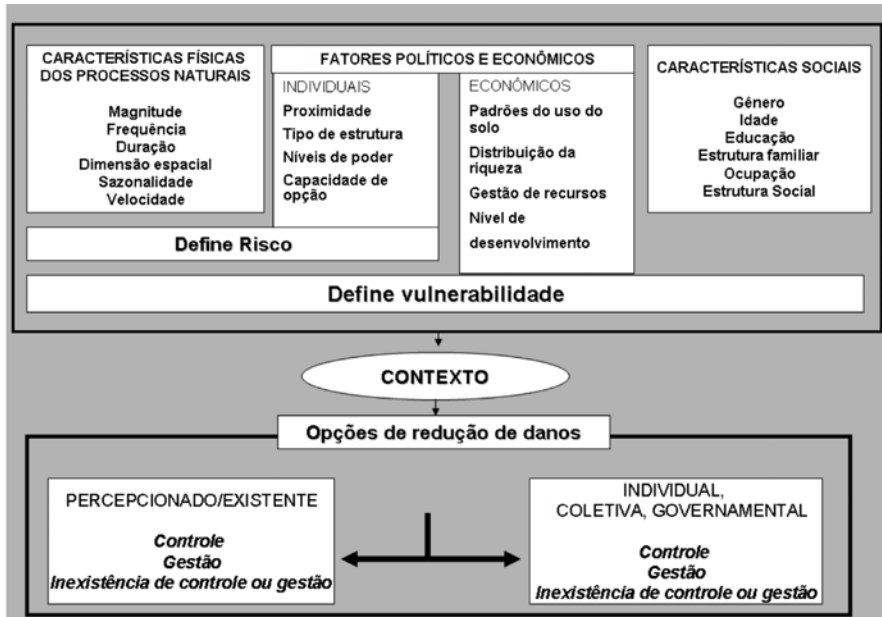 CARACTERÍSTICAS FÍSICAS
DOS PROCESSOS NATURAIS
Magnitude
Frequência
Duração
Dimensão espacial
Sazonalidade
Velocidade
FATORES POLÍTICOS E ECONÔMICOS
INDIVIDUAIS
Proximidade
Tipo de estrutura
Níveis de poder
Capacidade de
opção
ECONÓMICOS
Padrões do uso do
solo
Distribuição da
riqueza
Gestão de recursos
Nível de
desenvolvimento
CARACTERÍSTICAS SOCIAIS
Género
Idade
Educação
Estrutura familiar
Ocupação
Estrutura Social
Define Risco
Define vulnerabilidade
CONTEXTO
Opções de redução de danos
PERCEPCIONADO/EXISTENTE
Controle
Gestão
Inexistência de controle ou gestão
INDIVIDUAL,
COLETIVA, GOVERNAMENTAL
Controle
Gestão
Inexistência de controle ou gestão